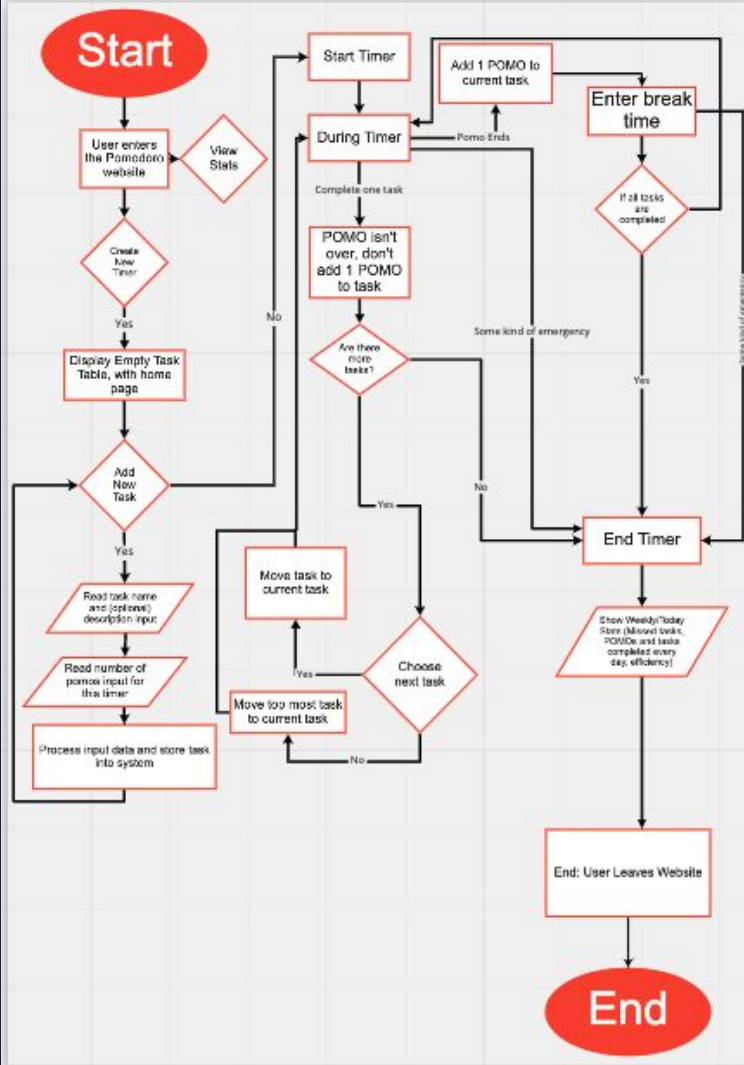 Start
User enters
the Pomodoro
website
View
Stats
Create
New
Timer
Yes
Display Empty Task
Table, with home
page
Add
New
Task
No
Yes
Read task name
and (optional)
description input
Read number of
pomos input for
this timer
Process input data and store task
into system
Start Timer
During Timer
Pomo Ends
Add 1 POMO to
current task
Enter break
time
If all tasks
are
completed
Complete one task
POMO isn't
over, don't
add 1 POMO
to task
Are there
more
tasks?
Some kind of emergency
Some kind of emergency
Yes
No
Yes
Move task to
current task
Choose
next task
Yes
Move top most task
to current task
No
End Timer
Show Weekly/Today
Stats (Missed tasks,
POMOs and tasks
completed every
day, efficiency)
End: User Leaves Website
End